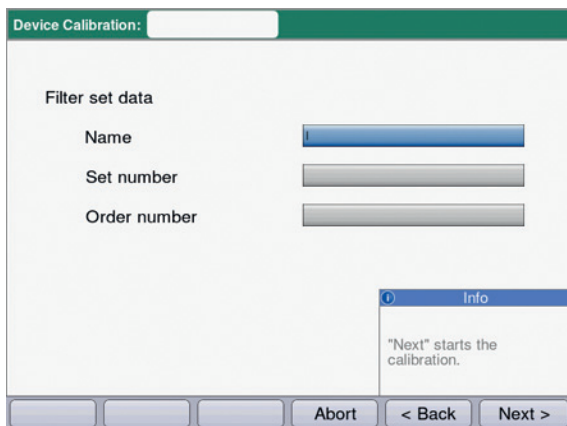 Device Calibration:
Filter set data
Name
Set number
Order number
Info
"Next" starts the
calibration.
Abort
< Back
Next >